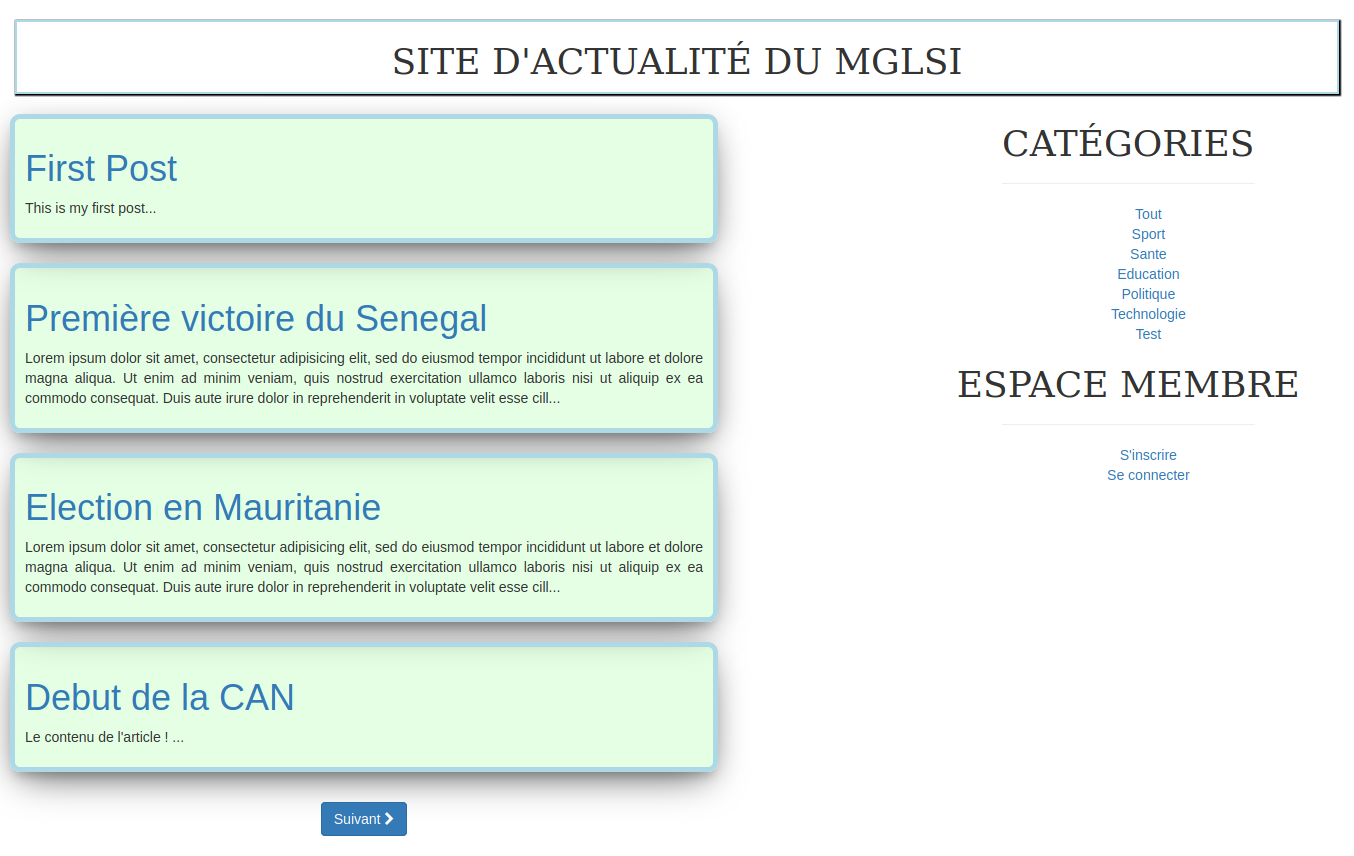 SITE D'ACTUALITÉ DU MGLSI
First Post
This is my first post...
Première victoire du Senegal
Lorem ipsum dolor sit amet, consectetur adipisicing elit, sed do eiusmod tempor incididunt ut labore et dolore
magna aliqua. Ut enim ad minim veniam, quis nostrud exercitation ullamco laboris nisi ut aliquip ex ea
commodo consequat. Duis aute irure dolor in reprehenderit in voluptate velit esse cill...
Election en Mauritanie
Lorem ipsum dolor sit amet, consectetur adipisicing elit, sed do eiusmod tempor incididunt ut labore et dolore
magna aliqua. Ut enim ad minim veniam, quis nostrud exercitation ullamco laboris nisi ut aliquip ex ea
commodo consequat. Duis aute irure dolor in reprehenderit in voluptate velit esse cill...
Debut de la CAN
Le contenu de l'article ! ...
Suivant
CATÉGORIES
Tout
Sport
Sante
Education
Politique
Technologie
Test
ESPACE MEMBRE
S'inscrire
Se connecter